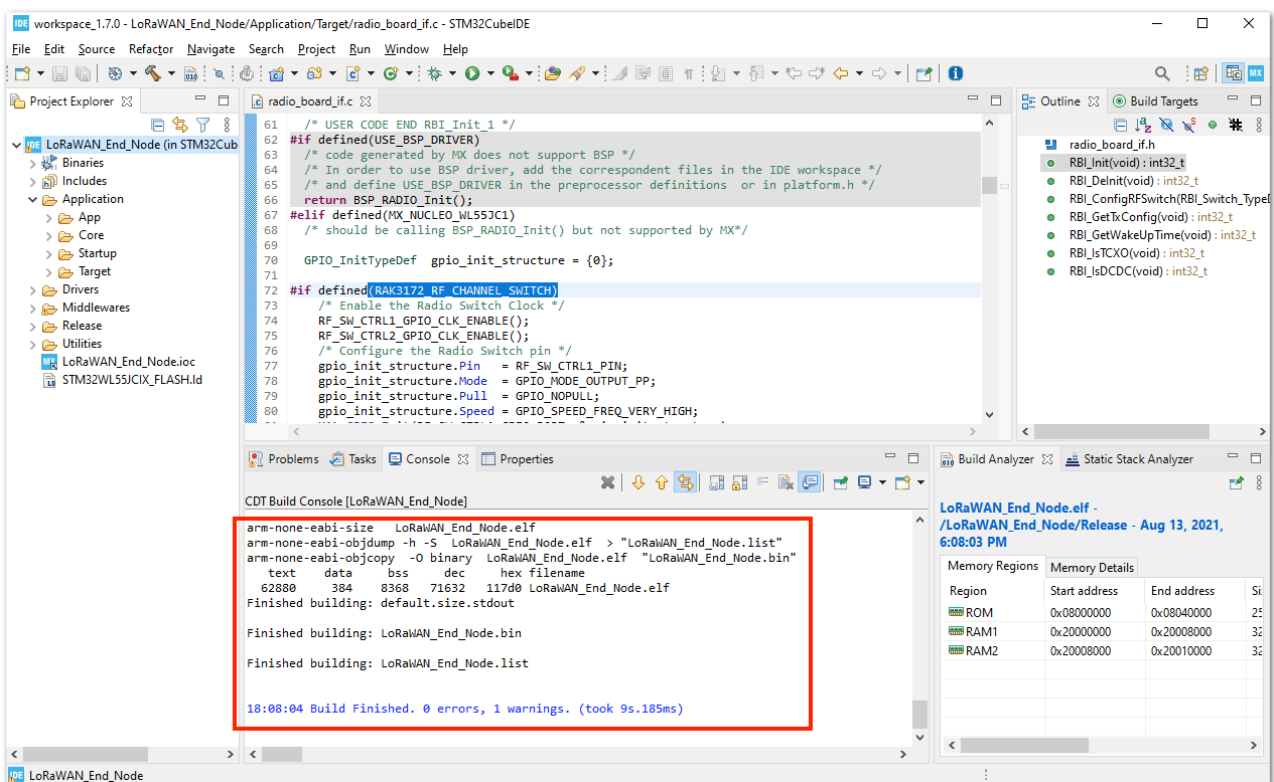 IDE workspace_1.7.0 - LoRaWAN_End_Node/Application/Target/radio_board_if.c - STM32CubeIDE
File Edit Source Refactor Navigate Search Project Run Window Help
Project Explorer
LoRaWAN_End_Node (in STM32Cub
Binaries
Includes
Application
App
Core
Startup
Target
Drivers
Middlewares
Release
Utilities
LoRaWAN_End_Node.ioc
STM32WL55JCIX_FLASH.ld
radio_board_if.c
61 /* USER CODE END RBI_Init_1 */
62 #if defined(USE_BSP_DRIVER)
63 /* code generated by MX does not support BSP */
64 /* In order to use BSP driver, add the correspondent files in the IDE workspace */
65 /* and define USE_BSP_DRIVER in the preprocessor definitions or in platform.h */
66 return BSP_RADIO_Init();
67 #elif defined(MX_NUCLEO_WL55JC1)
68 /* should be calling BSP_RADIO_Init() but not supported by MX*/
69
70 GPIO_InitTypeDef gpio_init_structure = {0};
71
72 #if defined(RAK3172_RF_CHANNEL_SWITCH)
73 /* Enable the Radio Switch Clock */
74 RF_SW_CTRL1_GPIO_CLK_ENABLE();
75 RF_SW_CTRL2_GPIO_CLK_ENABLE();
76 /* Configure the Radio Switch pin */
77 gpio_init_structure.Pin = RF_SW_CTRL1_PIN;
78 gpio_init_structure.Mode = GPIO_MODE_OUTPUT_PP;
79 gpio_init_structure.Pull = GPIO_NOPULL;
80 gpio_init_structure.Speed = GPIO_SPEED_FREQ_VERY_HIGH;
Outline Build Targets
radio_board_if.h
RBI_Init(void) : int32_t
RBI_DeInit(void) : int32_t
RBI_ConfigRFSwitch(RBI_Switch_TypeD
RBI_GetTxConfig(void) : int32_t
RBI_GetWakeUpTime(void) : int32_t
RBI_IsTCXO(void) : int32_t
RBI_IsDCDC(void) : int32_t
Problems Tasks Console Properties
CDT Build Console [LoRaWAN_End_Node]
arm-none-eabi-size LoRaWAN_End_Node.elf
arm-none-eabi-objdump -h -S LoRaWAN_End_Node.elf > "LoRaWAN_End_Node.list"
arm-none-eabi-objcopy -O binary LoRaWAN_End_Node.elf "LoRaWAN_End_Node.bin"
text data bss dec hex filename
62880 384 8368 71632 117d0 LoRaWAN_End_Node.elf
Finished building: default.size.stdout
Finished building: LoRaWAN_End_Node.bin
Finished building: LoRaWAN_End_Node.list
18:08:04 Build Finished. 0 errors, 1 warnings. (took 9s.185ms)
Build Analyzer Static Stack Analyzer
LoRaWAN_End_Node.elf -
/LoRaWAN_End_Node/Release - Aug 13, 2021,
6:08:03 PM
Memory Regions Memory Details
Region Start address End address Si
ROM 0x08000000 0x08040000 25
RAM1 0x20000000 0x20008000 32
RAM2 0x20008000 0x20010000 32
IDE LoRaWAN_End_Node